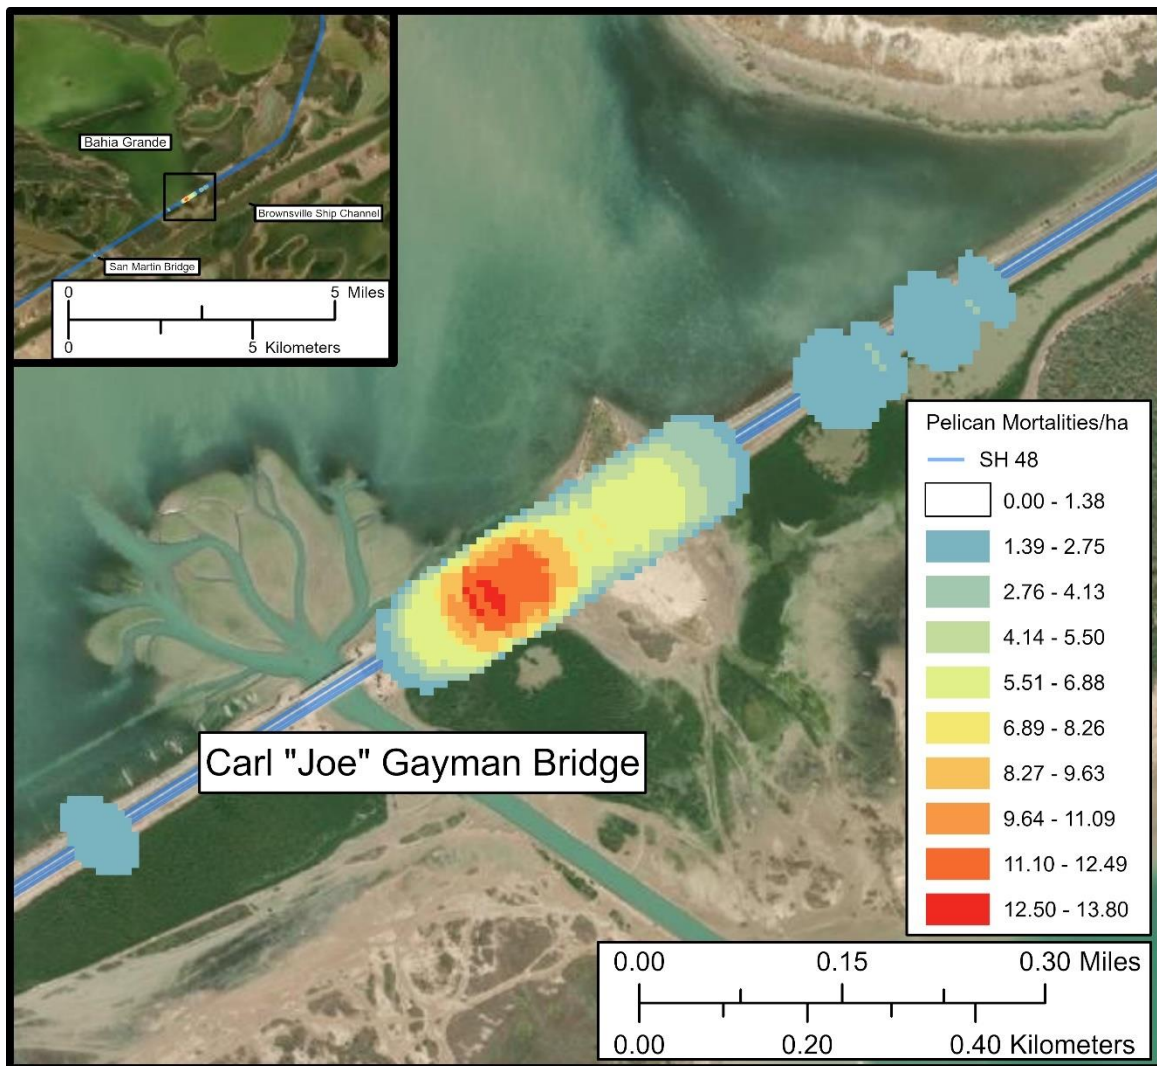 Bahia Grande
Brownsville Ship Channel
San Martin Bridge
0 5 Miles
0 5 Kilometers
Pelican Mortalities/ha
SH 48
0.00 - 1.38
1.39 - 2.75
2.76 - 4.13
4.14 - 5.50
5.51 - 6.88
6.89 - 8.26
8.27 - 9.63
9.64 - 11.09
11.10 - 12.49
12.50 - 13.80
Carl "Joe" Gayman Bridge
0.00 0.15 0.30 Miles
0.00 0.20 0.40 Kilometers